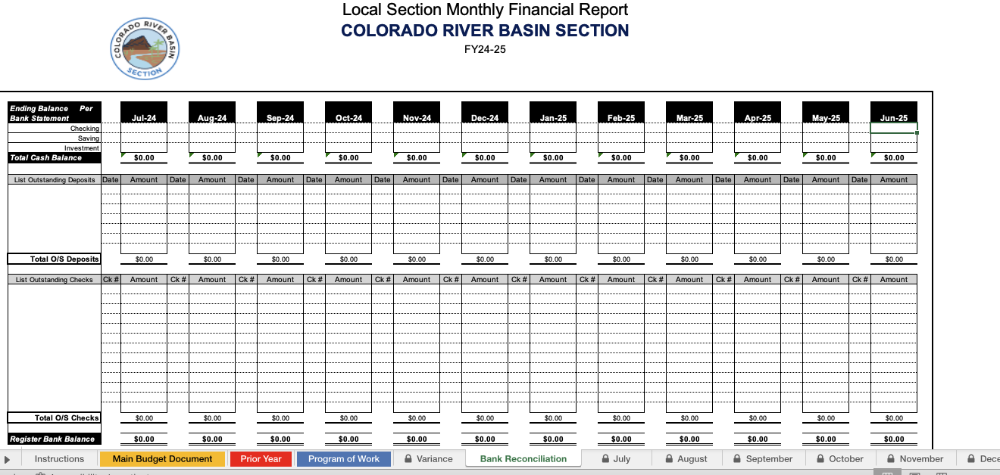 Local Section Monthly Financial Report
COLORADO RIVER BASIN SECTION
FY24-25
COLORADO RIVER BASIN
SECTION
Ending Balance Per
Bank Statement Jul-24 Aug-24 Sep-24 Oct-24 Nov-24 Dec-24 Jan-25 Feb-25 Mar-25 Apr-25 May-25 Jun-25
Checking
Saving
Investment
Total Cash Balance $0.00 $0.00 $0.00 $0.00 $0.00 $0.00 $0.00 $0.00 $0.00 $0.00 $0.00 $0.00
List Outstanding Deposits Date Amount Date Amount Date Amount Date Amount Date Amount Date Amount Date Amount Date Amount Date Amount Date Amount Date Amount Date Amount
Total O/S Deposits $0.00 $0.00 $0.00 $0.00 $0.00 $0.00 $0.00 $0.00 $0.00 $0.00 $0.00 $0.00
List Outstanding Checks Ck # Amount Ck # Amount Ck # Amount Ck # Amount Ck # Amount Ck # Amount Ck # Amount Ck # Amount Ck # Amount Ck # Amount Ck # Amount Ck # Amount
Total O/S Checks $0.00 $0.00 $0.00 $0.00 $0.00 $0.00 $0.00 $0.00 $0.00 $0.00 $0.00 $0.00
Register Bank Balance $0.00 $0.00 $0.00 $0.00 $0.00 $0.00 $0.00 $0.00 $0.00 $0.00 $0.00 $0.00
Instructions Main Budget Document Prior Year Program of Work Variance Bank Reconciliation July August September October November Dece